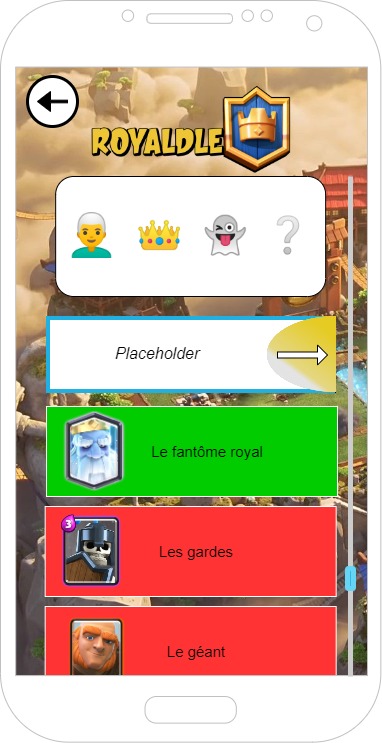 ROYALDLE
❔
Placeholder
Le fantôme royal
3
Les gardes
Le géant